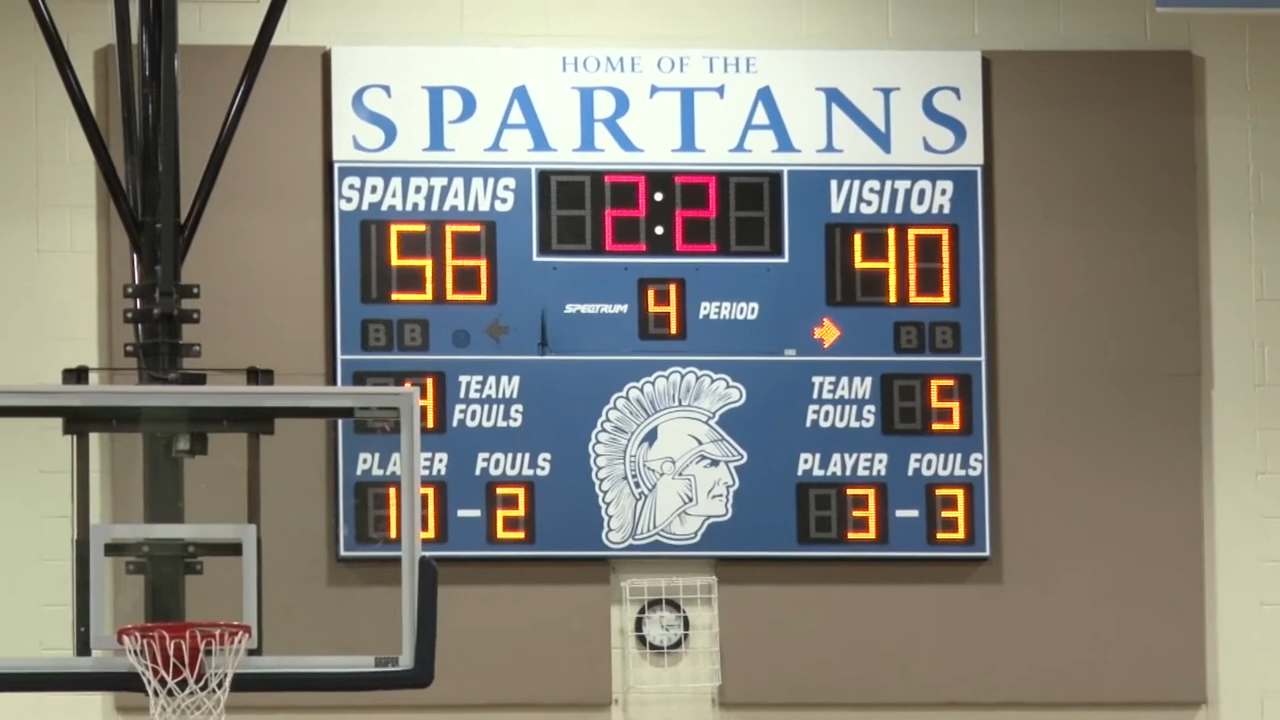 HOME OF THE
SPARTANS
SPARTANS
2:2
VISITOR
56
40
SPECTRUM
4
PERIOD
B B
B B
4
TEAM
FOULS
TEAM
FOULS
5
PLAYER FOULS
PLAYER FOULS
10 - 2
3 - 3